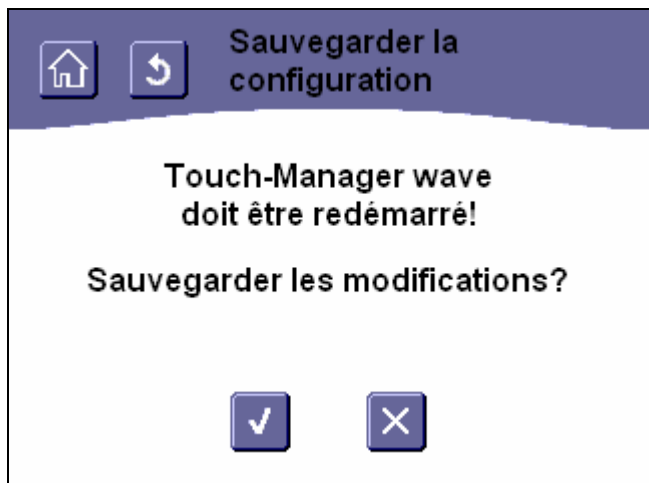 Sauvegarder la
configuration
Touch-Manager wave
doit être redémarré!
Sauvegarder les modifications?